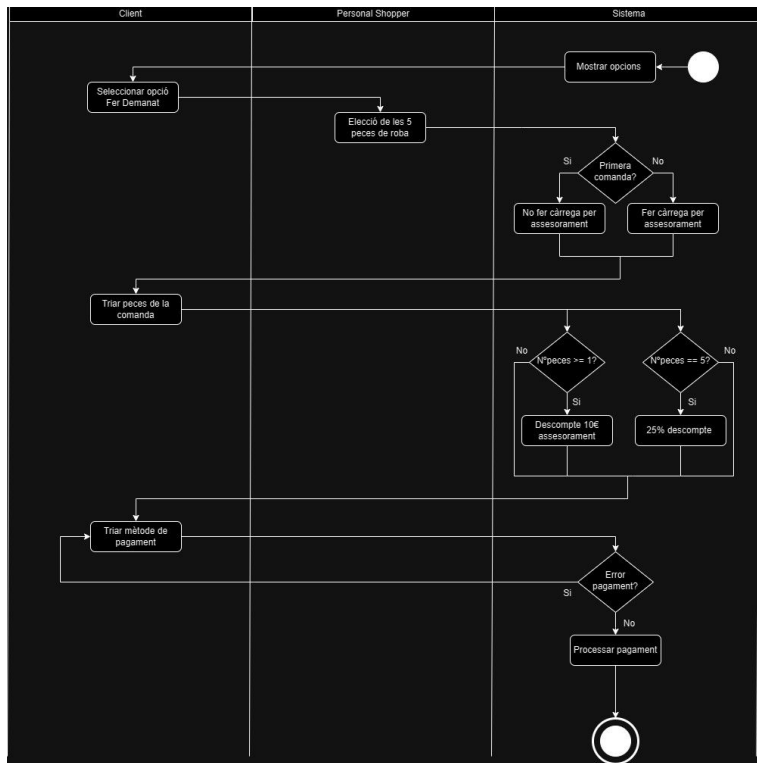 Client
Personal Shopper
Sistema
Mostrar opcions
Seleccionar opció
Fer Demanat
Elecció de les 5
peces de roba
Si
Primera
comanda?
No
No fer càrrega per
assesorament
Fer càrrega per
assesorament
Triar peces de la
comanda
No
Nºpeces >= 1?
Nºpeces == 5?
No
Si
Si
Descompte 10€
assesorament
25% descompte
Triar mètode de
pagament
Error
pagament?
Si
No
Processar pagament